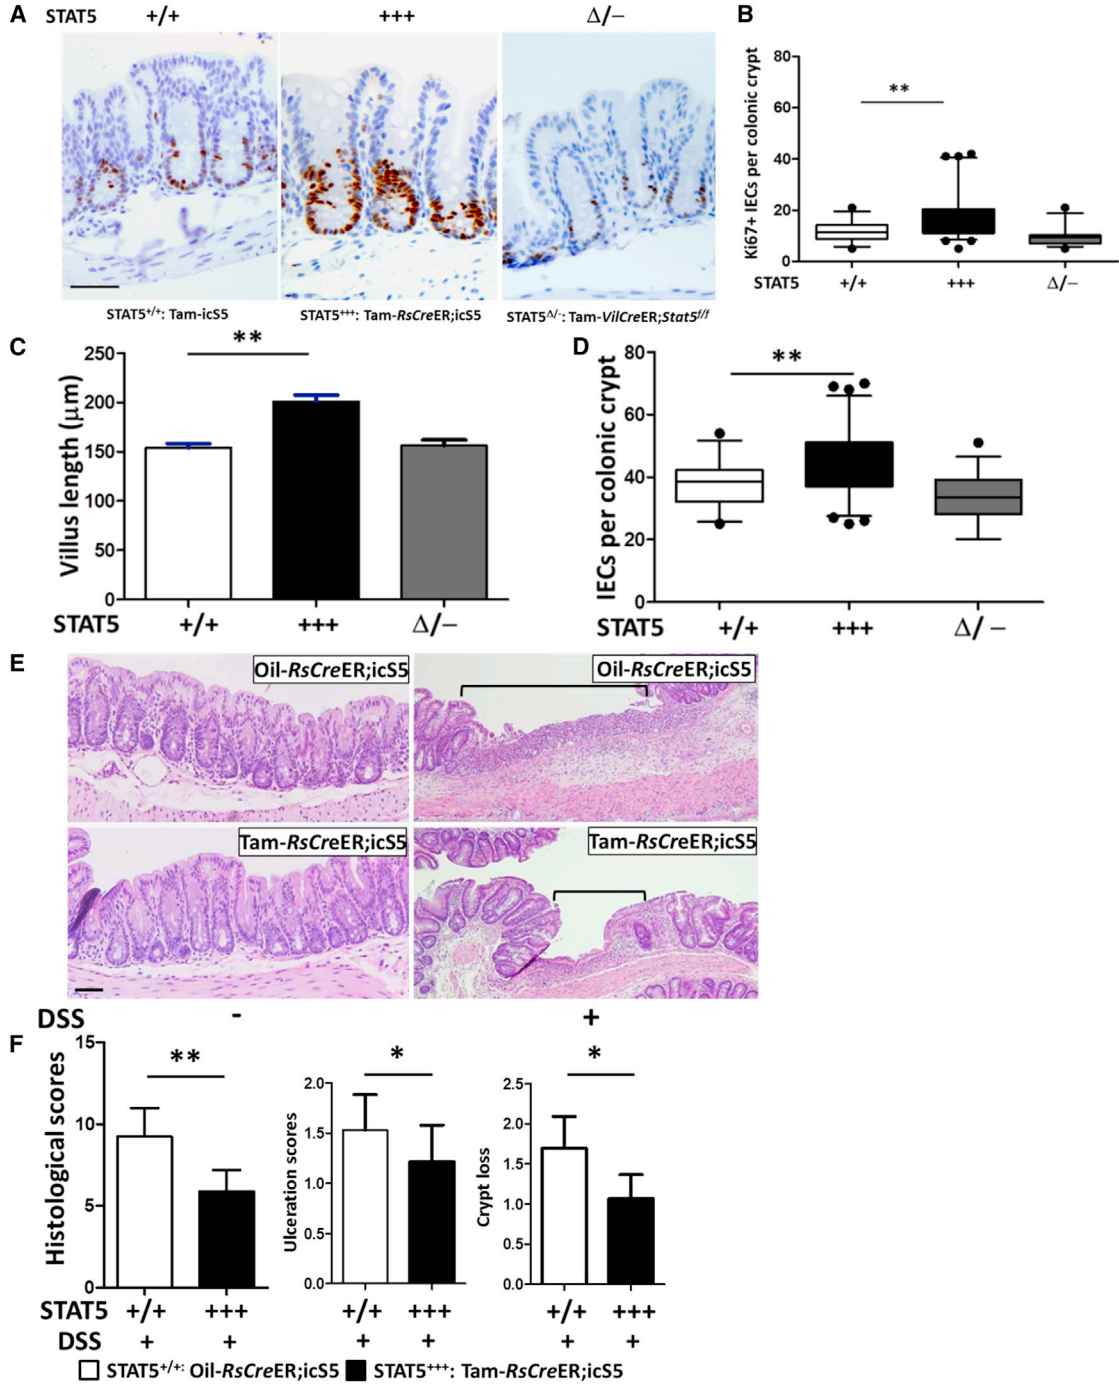 A STAT5 +/+ +++ Δ/−
STAT5+/+: Tam-icS5
STAT5+++: Tam-RsCreER;icS5
STAT5Δ/-: Tam-VilCreER;Stat5f/f
B
Ki67+ IECs per colonic crypt
80
60
40
20
0
**
STAT5 +/+ +++ Δ/−
C
Villus length (μm)
250
200
150
100
50
0
**
STAT5 +/+ +++ Δ/−
D
IECs per colonic crypt
80
60
40
20
0
**
STAT5 +/+ +++ Δ/−
E
Oil-RsCreER;icS5
Oil-RsCreER;icS5
Tam-RsCreER;icS5
Tam-RsCreER;icS5
DSS - +
F
Histological scores
15
10
5
0
**
Ulceration scores
2.0
1.5
1.0
0.5
0.0
*
Crypt loss
2.5
2.0
1.5
1.0
0.5
0.0
*
STAT5 +/+ +++ +/+ +++ +/+ +++
DSS + + + + + +
STAT5+/+: Oil-RsCreER;icS5 STAT5+++: Tam-RsCreER;icS5